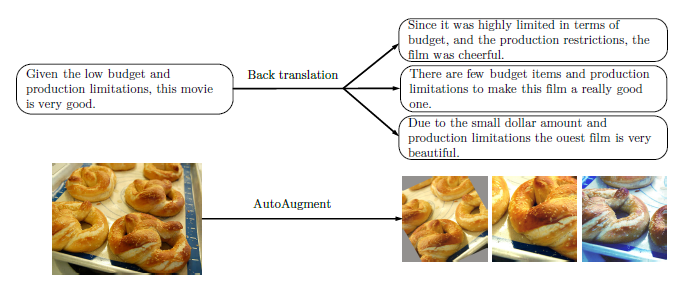 Given the low budget and
production limitations, this movie
is very good.
Back translation
Since it was highly limited in terms of
budget, and the production restrictions, the
film was cheerful.
There are few budget items and production
limitations to make this film a really good
one.
Due to the small dollar amount and
production limitations the ouest film is very
beautiful.
AutoAugment